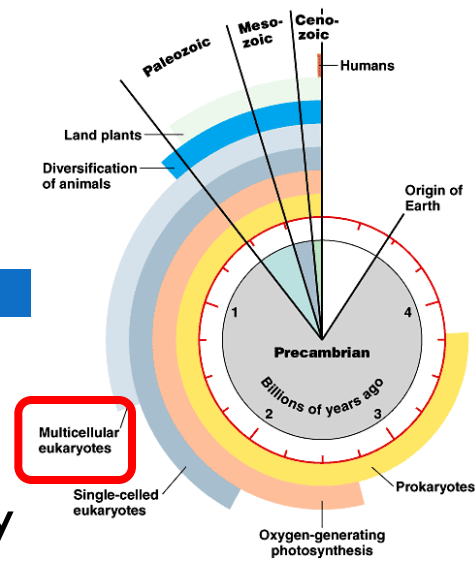 Paleozoic
Meso-
zoic
Ceno-
zoic
Humans
Land plants
Diversification
of animals
Origin of
Earth
1
4
Precambrian
Billions of years ago
2
3
Multicellular
eukaryotes
Single-celled
eukaryotes
Prokaryotes
Oxygen-generating
photosynthesis
y